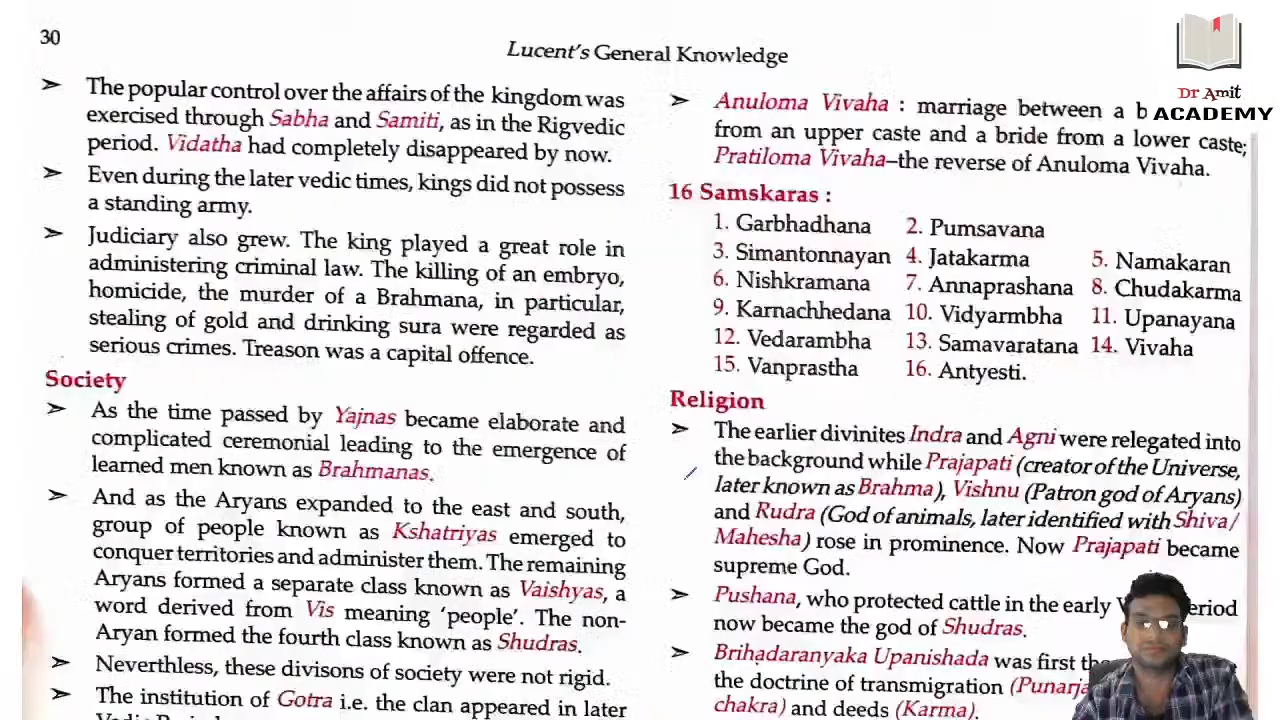 30
Lucent's General Knowledge
➢ The popular control over the affairs of the kingdom was
exercised through Sabha and Samiti, as in the Rigvedic
period. Vidatha had completely disappeared by now.
➢ Even during the later vedic times, kings did not possess
a standing army.
➢ Judiciary also grew. The king played a great role in
administering criminal law. The killing of an embryo,
homicide, the murder of a Brahmana, in particular,
stealing of gold and drinking sura were regarded as
serious crimes. Treason was a capital offence.
Society
➢ As the time passed by Yajnas became elaborate and
complicated ceremonial leading to the emergence of
learned men known as Brahmanas.
➢ And as the Aryans expanded to the east and south,
group of people known as Kshatriyas emerged to
conquer territories and administer them. The remaining
Aryans formed a separate class known as Vaishyas, a
word derived from Vis meaning 'people'. The non-
Aryan formed the fourth class known as Shudras.
➢ Neverthless, these divisons of society were not rigid.
➢ The institution of Gotra i.e. the clan appeared in later
➢ Anuloma Vivaha : marriage between a b
from an upper caste and a bride from a lower caste;
Pratiloma Vivaha–the reverse of Anuloma Vivaha.
16 Samskaras :
1. Garbhadhana 2. Pumsavana
3. Simantonnayan 4. Jatakarma 5. Namakaran
6. Nishkramana 7. Annaprashana 8. Chudakarma
9. Karnachhedana 10. Vidyarmbha 11. Upanayana
12. Vedarambha 13. Samavaratana 14. Vivaha
15. Vanprastha 16. Antyesti.
Religion
➢ The earlier divinites Indra and Agni were relegated into
the background while Prajapati (creator of the Universe,
later known as Brahma), Vishnu (Patron god of Aryans)
and Rudra (God of animals, later identified with Shiva/
Mahesha) rose in prominence. Now Prajapati became
supreme God.
➢ Pushana, who protected cattle in the early V eriod
now became the god of Shudras.
➢ Brihadaranyaka Upanishada was first th
the doctrine of transmigration (Punarja
chakra) and deeds (Karma).
Dr Amit
ACADEMY